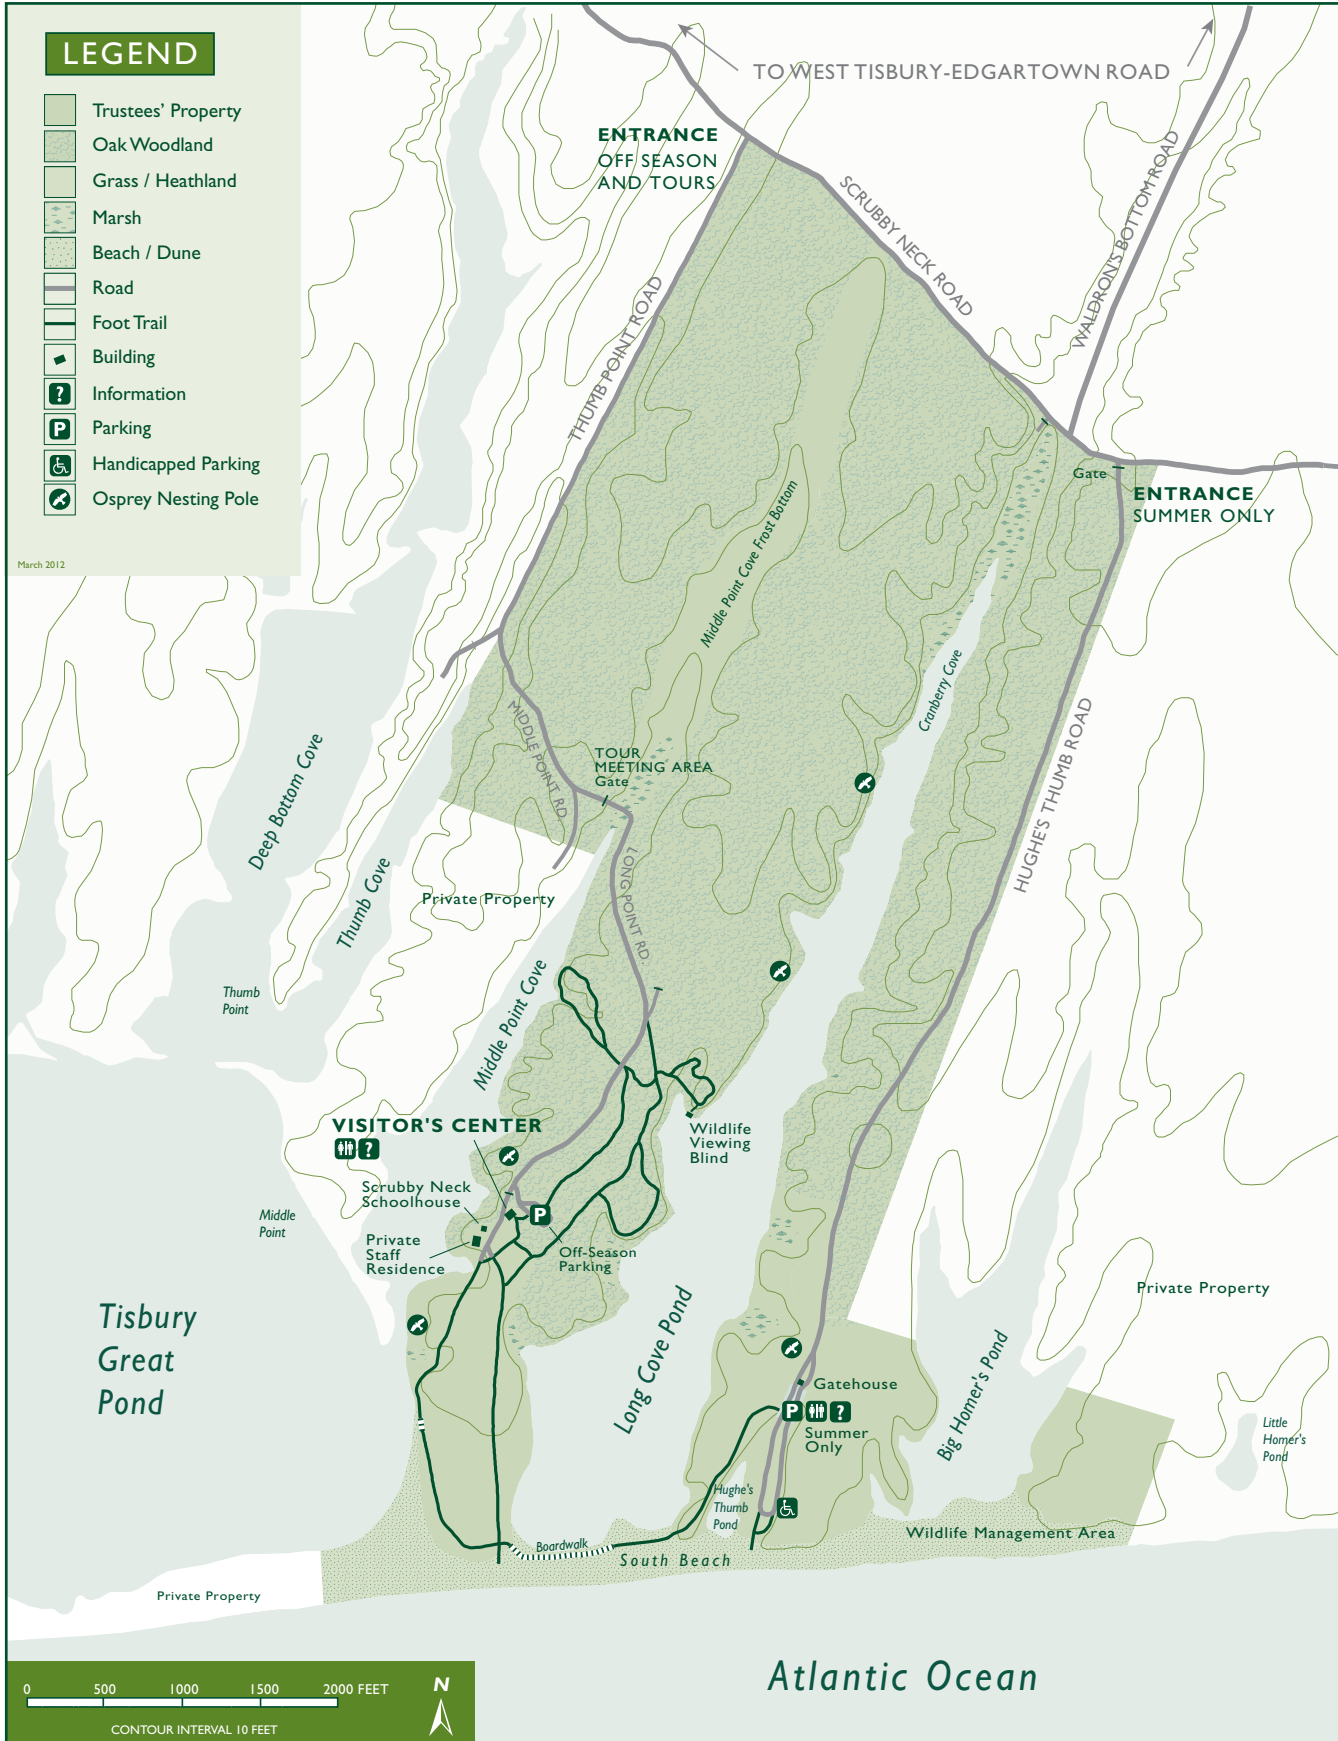 LEGEND
Trustees' Property
Oak Woodland
Grass / Heathland
Marsh
Beach / Dune
Road
Foot Trail
Building
? Information
P Parking
Handicapped Parking
Osprey Nesting Pole
March 2012
TO WEST TISBURY-EDGARTOWN ROAD
ENTRANCE
OFF SEASON
AND TOURS
SCRUBBY NECK ROAD
WALDRON'S BOTTOM ROAD
THUMB POINT ROAD
Gate
ENTRANCE
SUMMER ONLY
Middle Point Cove Frost Bottom
Cranberry Cove
MIDDLE POINT RD.
TOUR
MEETING AREA
Gate
HUGHE'S THUMB ROAD
Deep Bottom Cove
Thumb Cove
Private Property
LONG POINT RD.
Thumb
Point
Middle Point Cove
VISITOR'S CENTER
?
Wildlife
Viewing
Blind
Scrubby Neck
Schoolhouse
Middle
Point
Private
Staff
Residence
P
Off-Season
Parking
Private Property
Tisbury
Great
Pond
Long Cove Pond
Big Homer's Pond
Gatehouse
P ?
Summer
Only
Little
Homer's
Pond
Hughe's
Thumb
Pond
Wildlife Management Area
Boardwalk
South Beach
Private Property
Atlantic Ocean
0 500 1000 1500 2000 FEET
N
CONTOUR INTERVAL 10 FEET